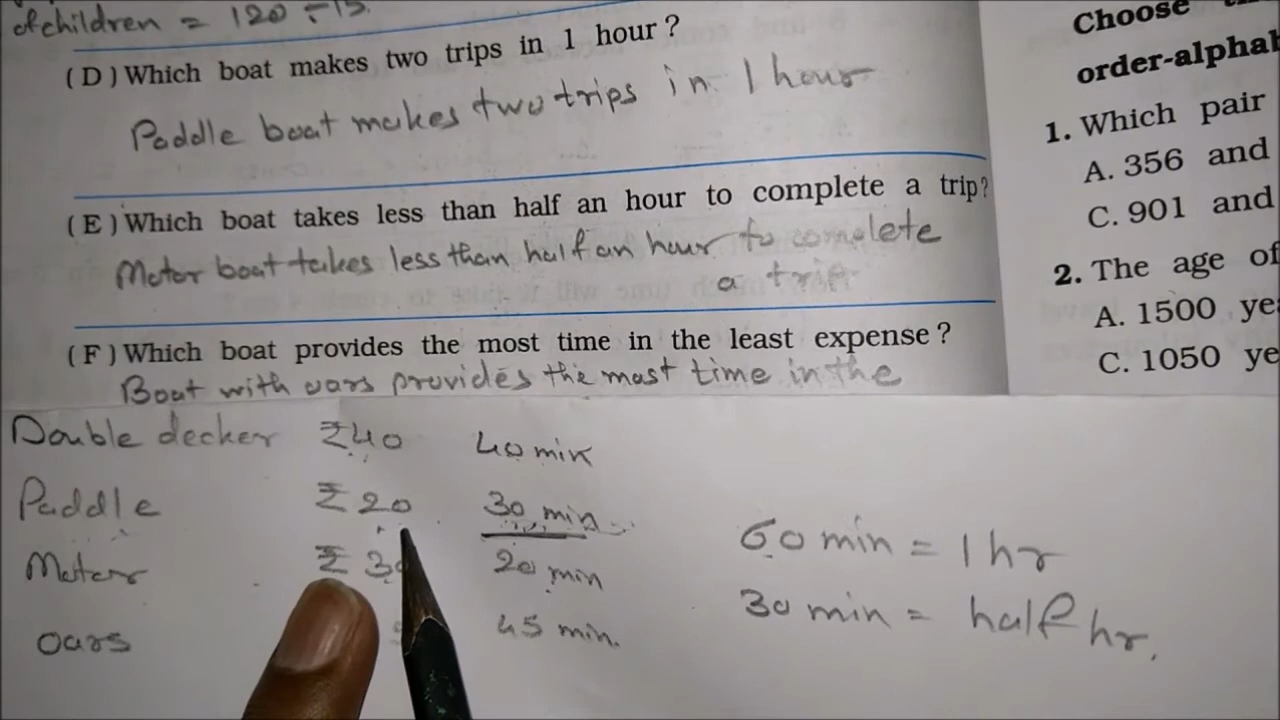 of children = 120 ÷ 15
(D) Which boat makes two trips in 1 hour?
Paddle boat makes two trips in 1 hour
(E) Which boat takes less than half an hour to complete a trip?
Motor boat takes less than half an hour to complete
a trip
(F) Which boat provides the most time in the least expense?
Boat with oars provides the most time in the
Double decker ₹40 40 min
Paddle ₹20 30 min
Motor ₹30 20 min
oars 45 min.
60 min = 1 hr
30 min = half hr.
Choose
order-alphab
1. Which pair
A. 356 and
C. 901 and
2. The age of
A. 1500 ye
C. 1050 ye